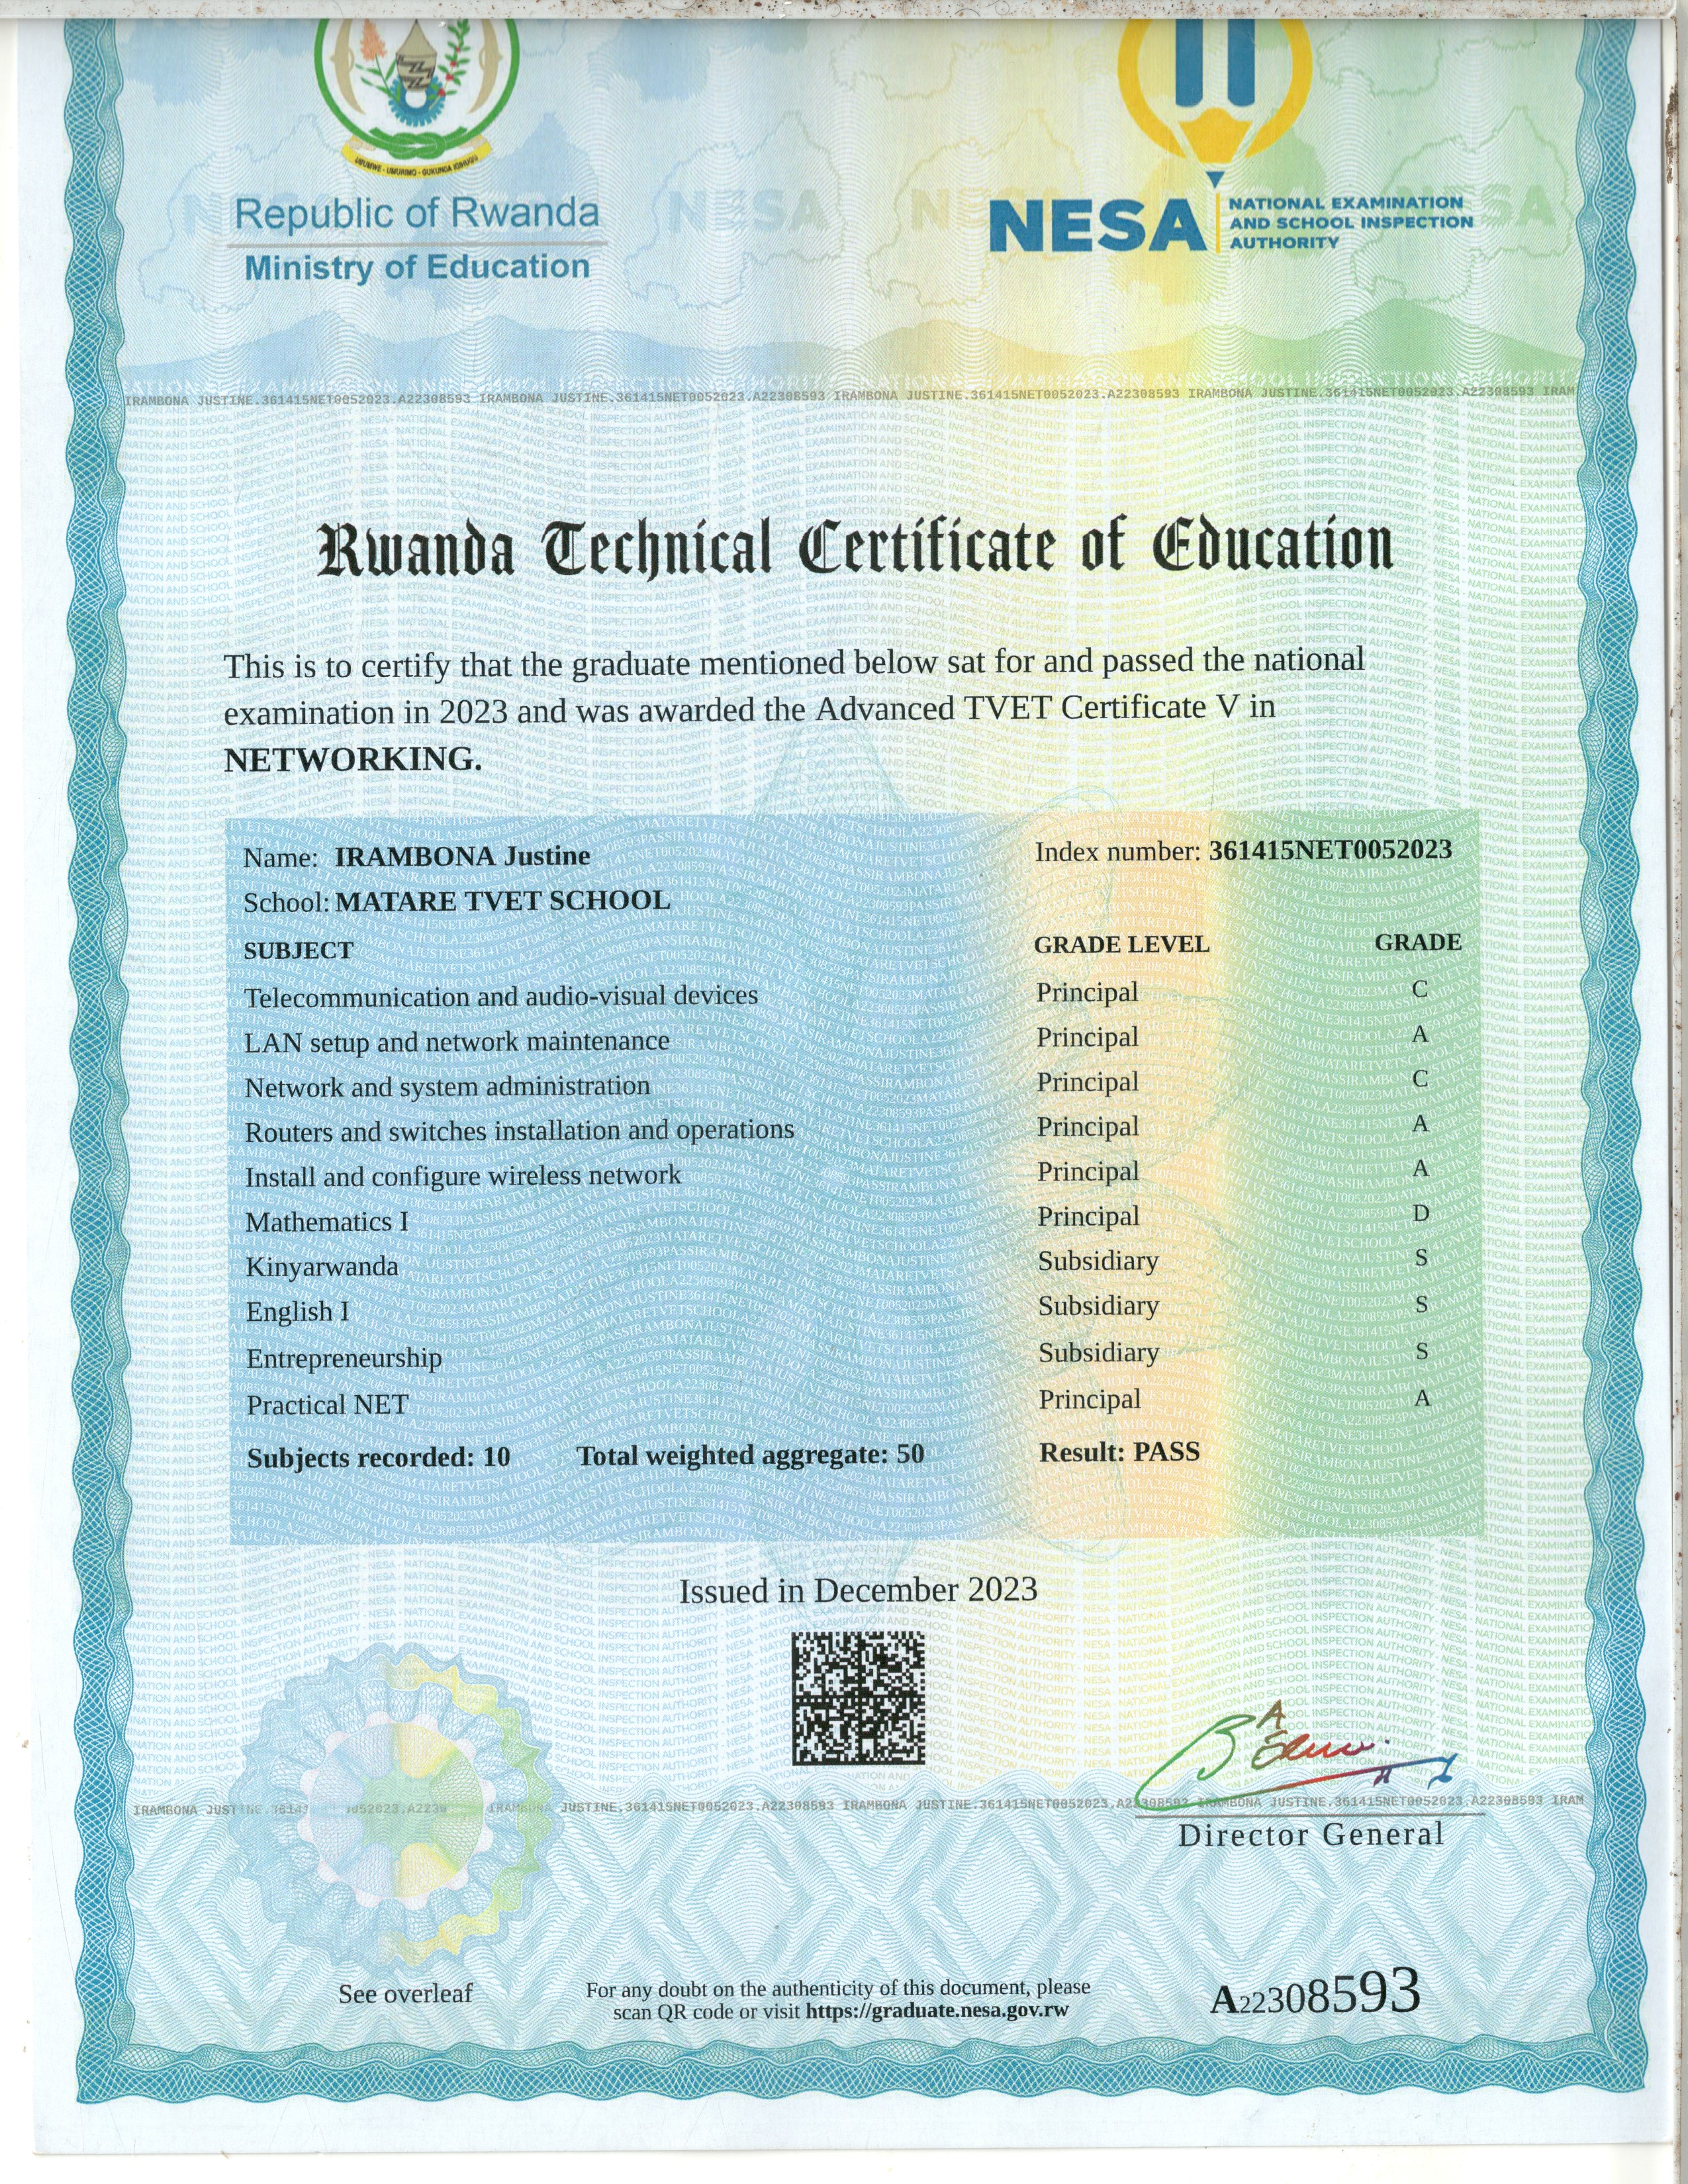 UBUMWE - UMURIMO - GUKUNDA IGIHUGU
Republic of Rwanda
Ministry of Education
NESA
NATIONAL EXAMINATION
AND SCHOOL INSPECTION
AUTHORITY
IRAMBONA JUSTINE.361415NET0052023.A22308593 IRAMBONA JUSTINE.361415NET0052023.A22308593 IRAMBONA JUSTINE.361415NET0052023.A22308593 IRAMBONA JUSTINE.361415NET0052023.A22308593 IRAM
Rwanda Technical Certificate of Education
This is to certify that the graduate mentioned below sat for and passed the national
examination in 2023 and was awarded the Advanced TVET Certificate V in
NETWORKING.
Name: IRAMBONA Justine Index number: 361415NET0052023
School: MATARE TVET SCHOOL
SUBJECT GRADE LEVEL GRADE
Telecommunication and audio-visual devices Principal C
LAN setup and network maintenance Principal A
Network and system administration Principal C
Routers and switches installation and operations Principal A
Install and configure wireless network Principal A
Mathematics I Principal D
Kinyarwanda Subsidiary S
English I Subsidiary S
Entrepreneurship Subsidiary S
Practical NET Principal A
Subjects recorded: 10 Total weighted aggregate: 50 Result: PASS
Issued in December 2023
IRAMBONA JUSTINE.36141 0052023.A2230 IRAMBONA JUSTINE.361415NET0052023.A22308593 IRAMBONA JUSTINE.361415NET0052023.A22308593 IRAMBONA JUSTINE.361415NET0052023.A22308593 IRAM
Director General
See overleaf
For any doubt on the authenticity of this document, please
scan QR code or visit https://graduate.nesa.gov.rw
A22308593